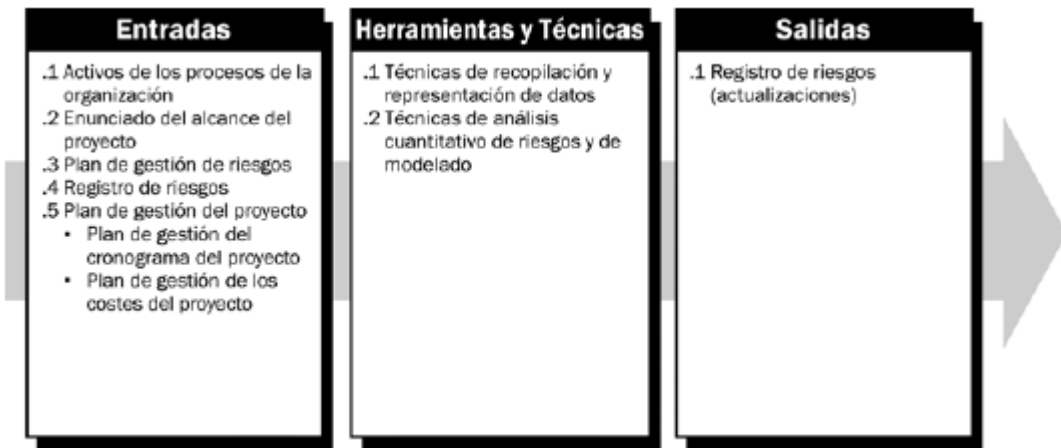 Entradas
.1 Activos de los procesos de la
organización
.2 Enunciado del alcance del
proyecto
.3 Plan de gestión de riesgos
.4 Registro de riesgos
.5 Plan de gestión del proyecto
▪ Plan de gestión del
cronograma del proyecto
▪ Plan de gestión de los
costes del proyecto
Herramientas y Técnicas
.1 Técnicas de recopilación y
representación de datos
.2 Técnicas de análisis
cuantitativo de riesgos y de
modelado
Salidas
.1 Registro de riesgos
(actualizaciones)